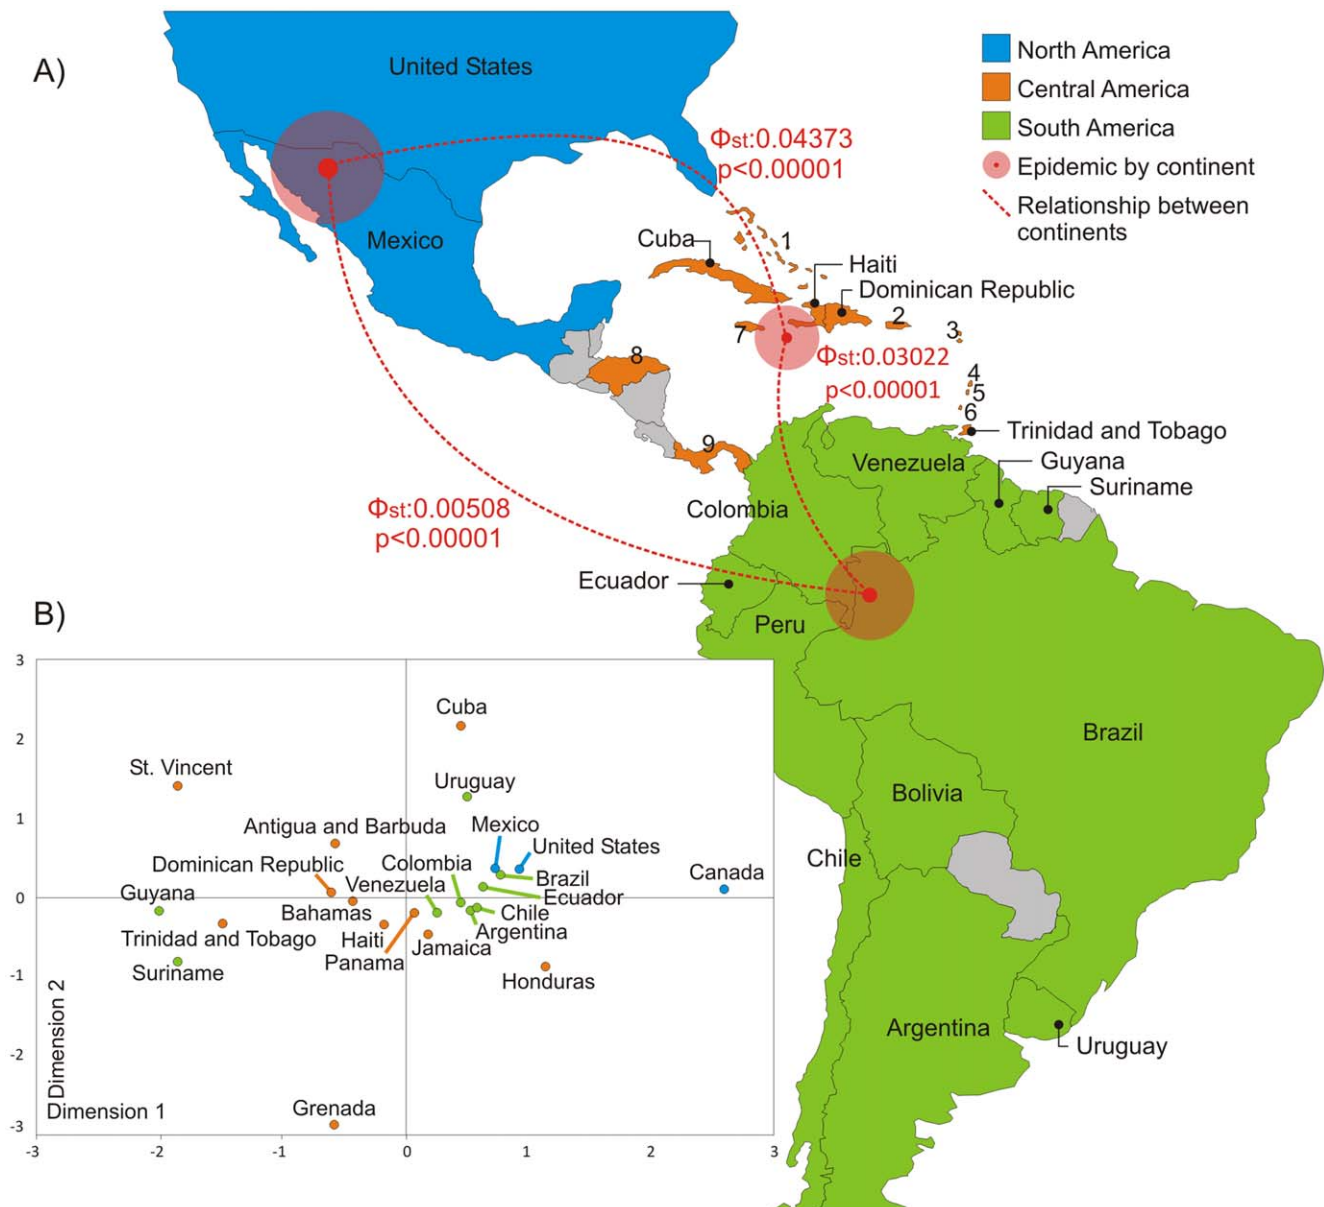 A)
United States
North America
Central America
South America
Epidemic by continent
Relationship between
continents
Φst:0.04373
p<0.00001
Mexico
Cuba
1
Haiti
Dominican Republic
2
3
7
Φst:0.03022
p<0.00001
8
4
5
6
Trinidad and Tobago
9
Venezuela
Guyana
Suriname
Colombia
Φst:0.00508
p<0.00001
Ecuador
Peru
Brazil
Bolivia
Chile
Argentina
Uruguay
B)
3
2
1
0
-1
-2
-3
Cuba
St. Vincent
Uruguay
Antigua and Barbuda
Mexico
United States
Dominican Republic
Colombia
Canada
Venezuela
Brazil
Guyana
Ecuador
Bahamas
Chile
Trinidad and Tobago
Haiti
Argentina
Panama
Jamaica
Suriname
Honduras
Dimension 2
Dimension 1
Grenada
-3
-2
-1
0
1
2
3